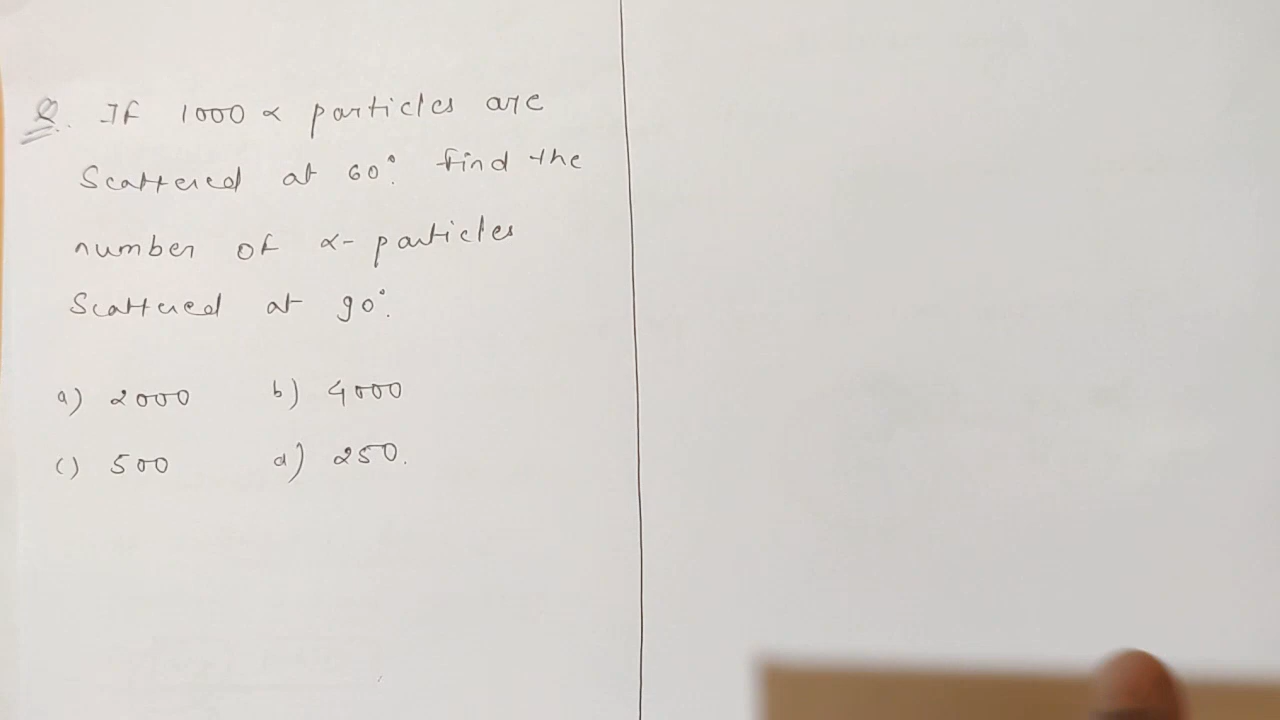 Q. If 1000 α particles are
Scattered at 60°. find the
number of α- particles
Scattered at 90°.
a) 2000 b) 4000
c) 500 d) 250.